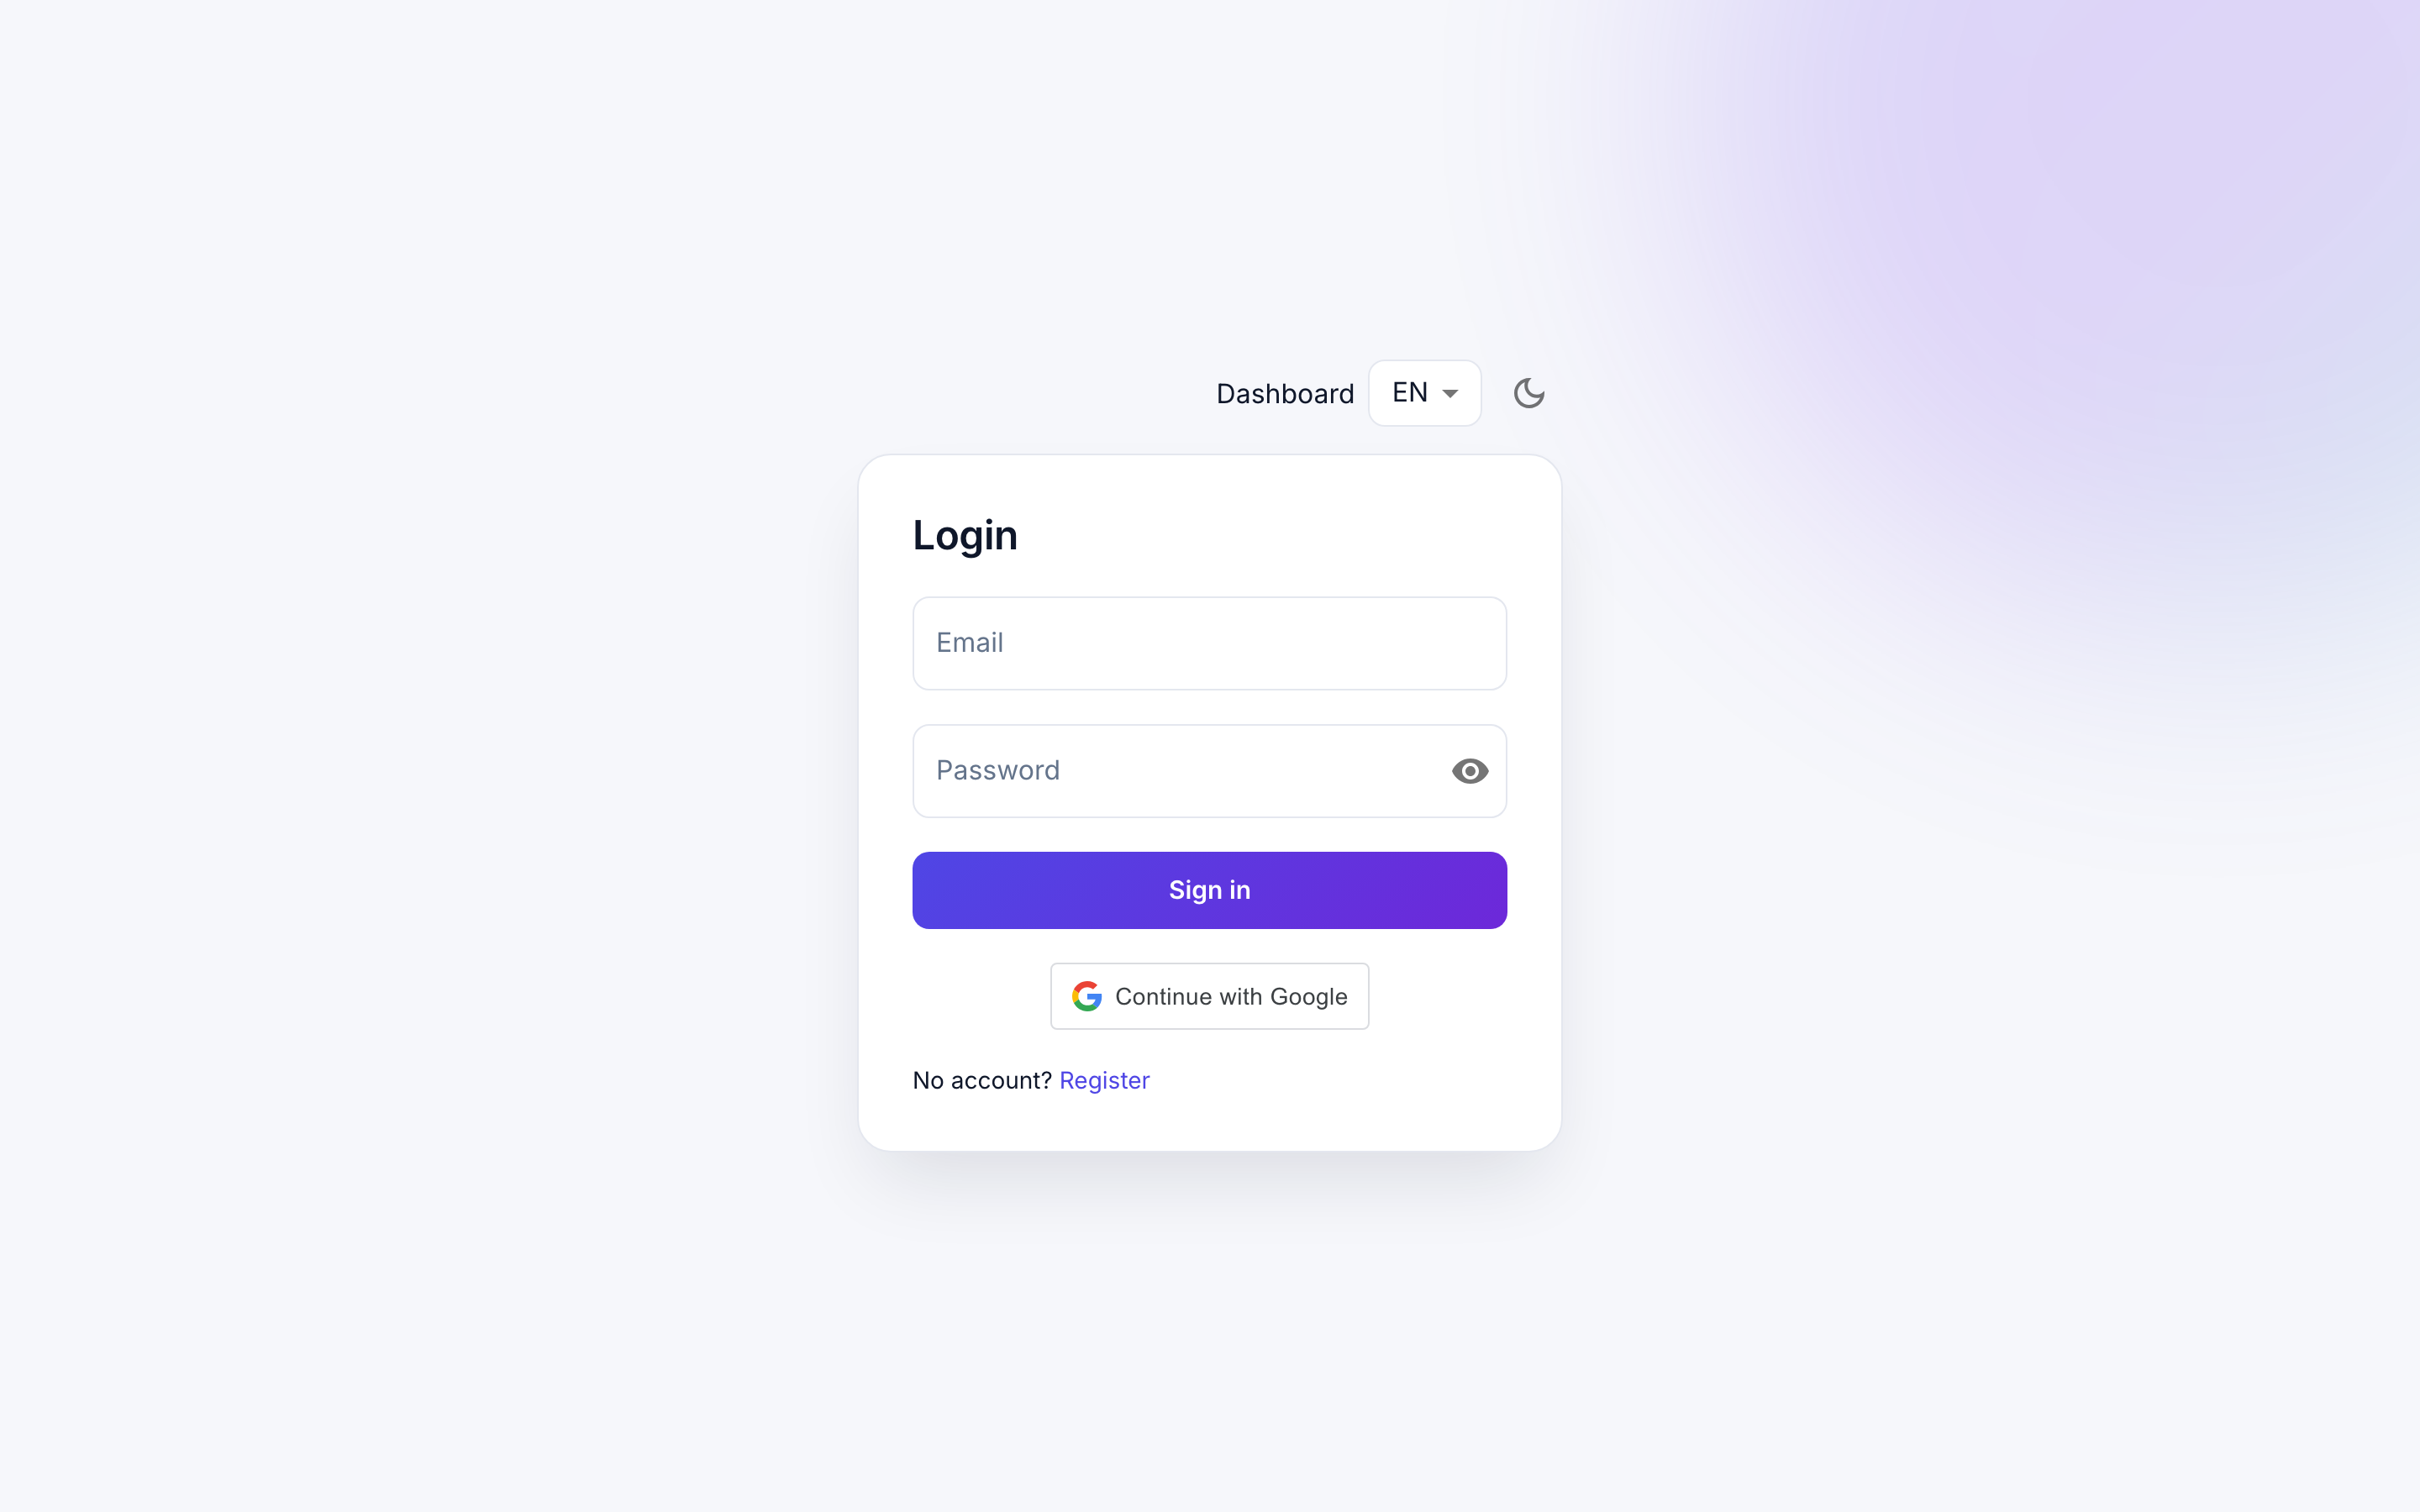 Dashboard EN
Login
Email
Password
Sign in
Continue with Google
No account? Register